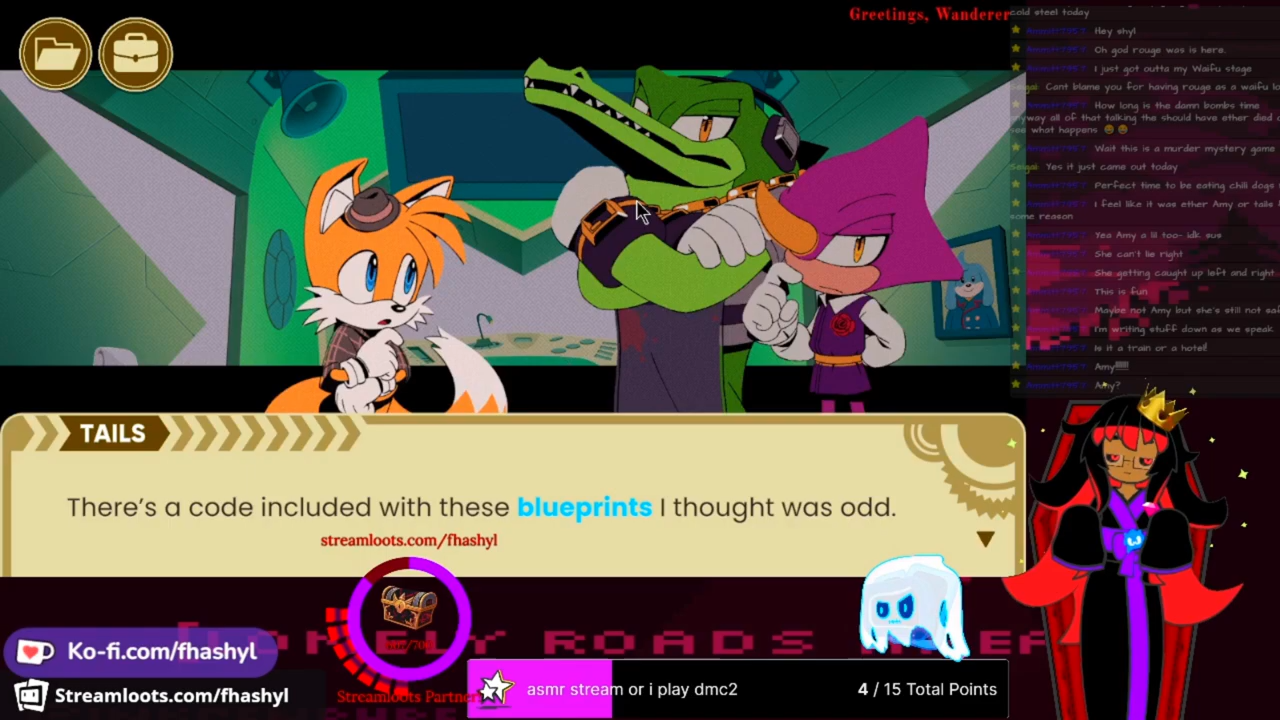 Greetings, Wanderer
cold steel today
Hey shyl
Oh god rouge was is here.
I just got outta my Waifu stage
Cant blame you for having rouge as a waifu lo
How long is the damn bombs time
anyway all of that talking the should have ether died
see what happens
Wait this is a murder mystery game
Yes it just came out today
Perfect time to be eating chili dogs
I feel like it was ether Amy or tails
some reason
Yea Amy a lil too- idk sus
She can't lie right
She getting caught up left and right
This is fun
Maybe not Amy but she's still not sa
I'm writing stuff down as we speak.
Is it a train or a hotel!
Amy!!!!!!
Amy?
TAILS
There's a code included with these blueprints I thought was odd.
streamloots.com/fhashyl
LONELY ROADS
Ko-fi.com/fhashyl
Streamloots.com/fhashyl
Streamloots Partner
asmr stream or i play dmc2
4 / 15 Total Points